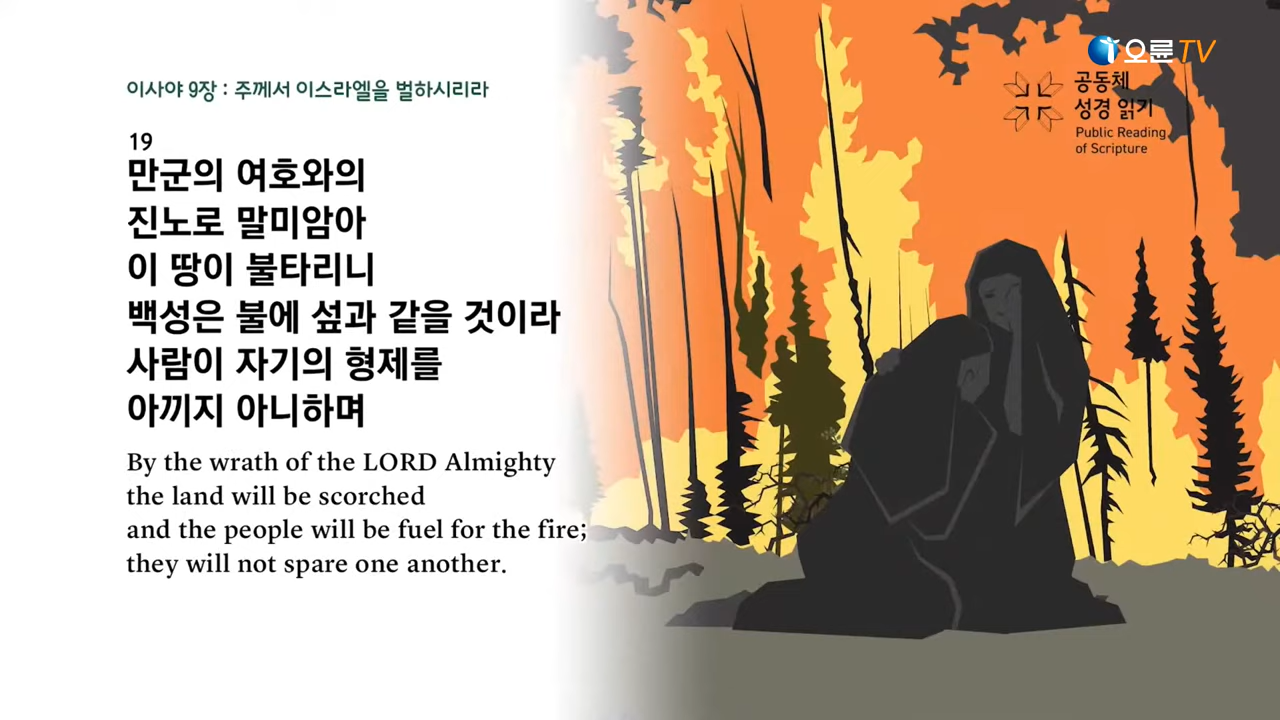 오륜TV
공동체
성경 읽기
Public Reading
of Scripture
이사야 9장 : 주께서 이스라엘을 벌하시리라
19
만군의 여호와의
진노로 말미암아
이 땅이 불타리니
백성은 불에 섶과 같을 것이라
사람이 자기의 형제를
아끼지 아니하며
By the wrath of the LORD Almighty
the land will be scorched
and the people will be fuel for the fire;
they will not spare one another.